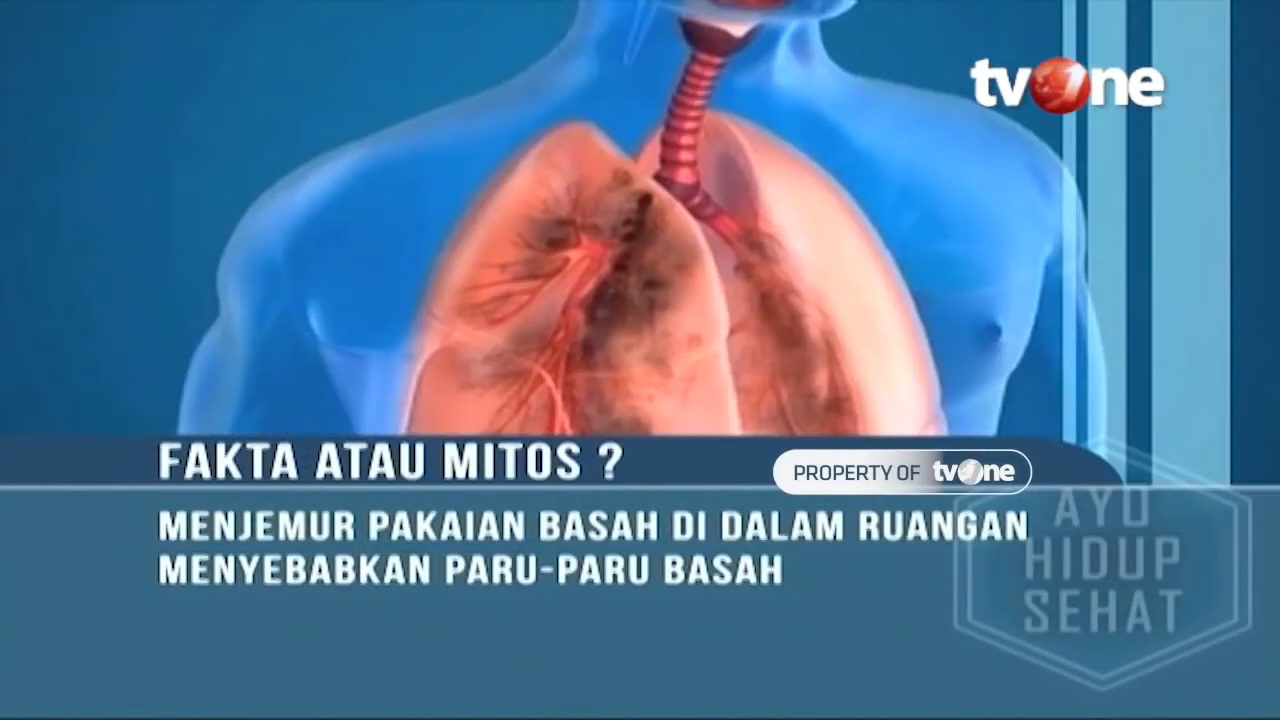 tvOne
FAKTA ATAU MITOS ?
PROPERTY OF tvOne
MENJEMUR PAKAIAN BASAH DI DALAM RUANGAN
MENYEBABKAN PARU-PARU BASAH
AYO
HIDUP
SEHAT